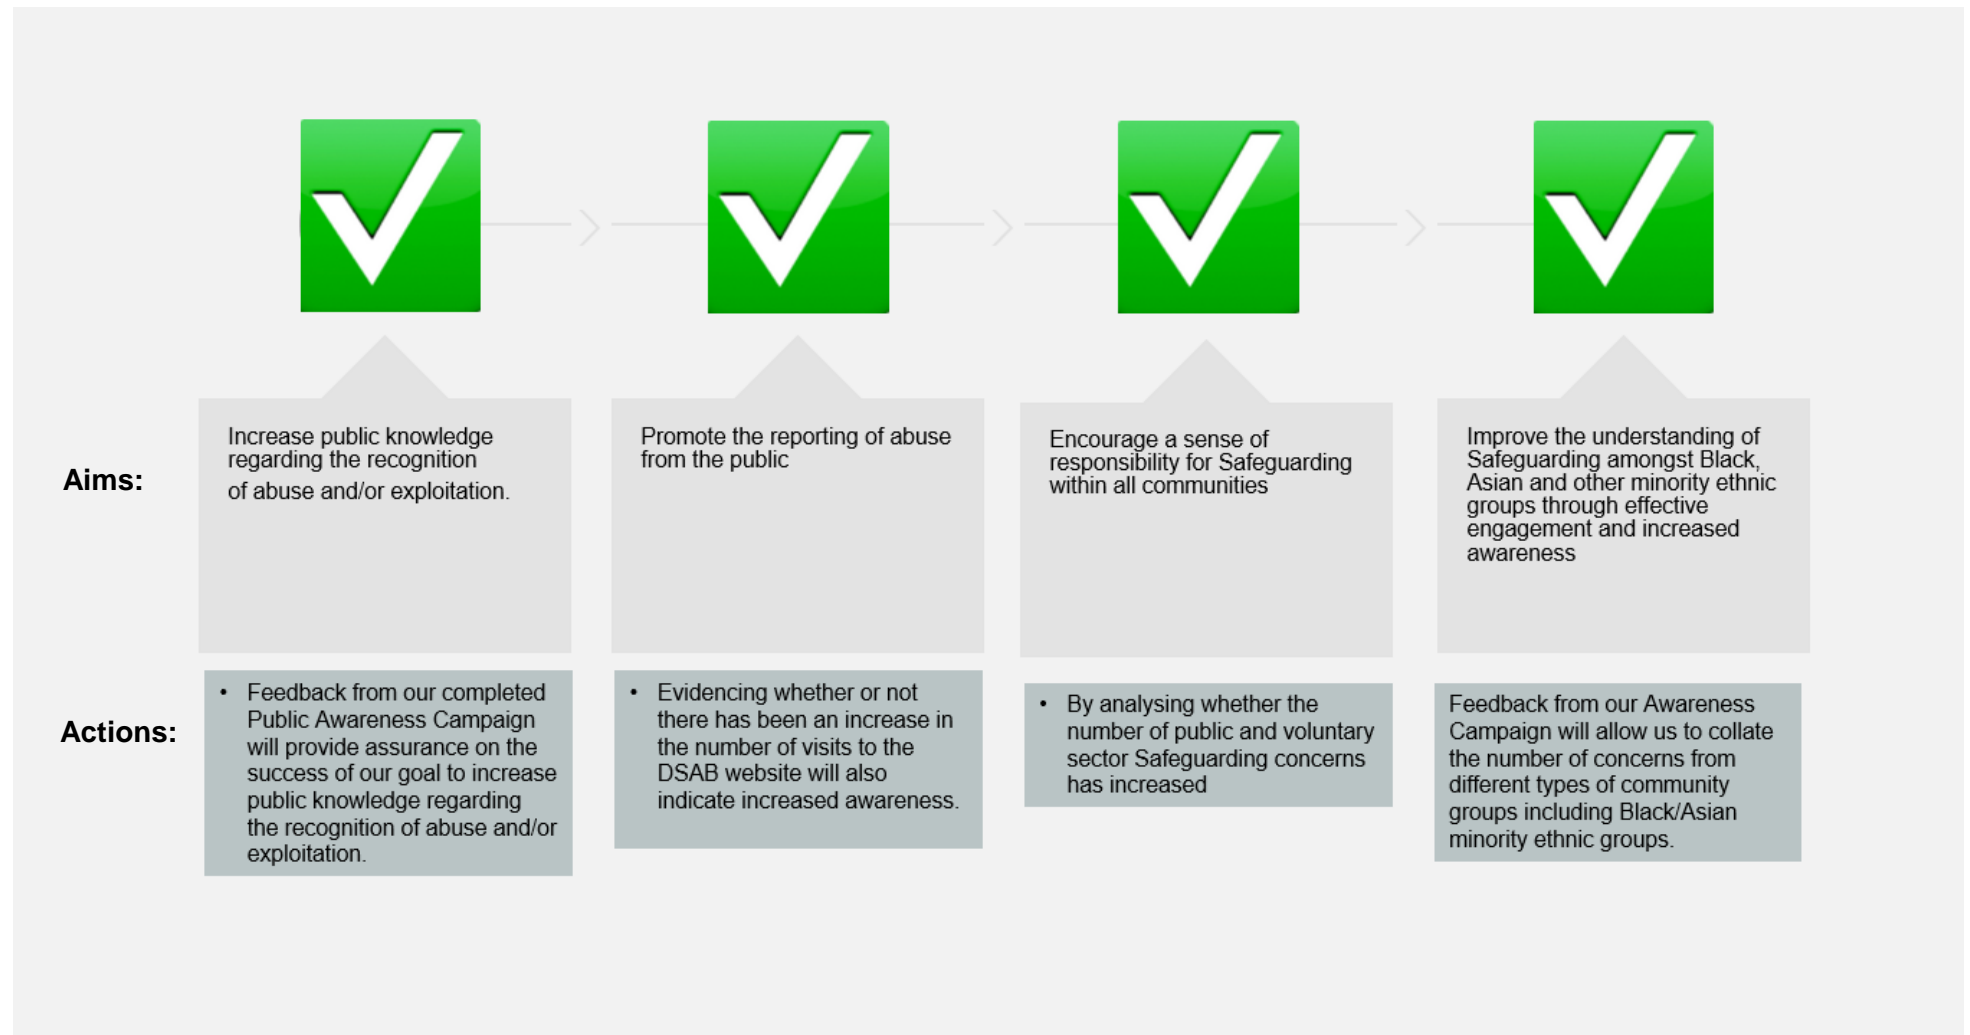 Aims:
Increase public knowledge
regarding the recognition
of abuse and/or exploitation.
Promote the reporting of abuse
from the public
Encourage a sense of
responsibility for Safeguarding
within all communities
Improve the understanding of
Safeguarding amongst Black,
Asian and other minority ethnic
groups through effective
engagement and increased
awareness
Actions:
• Feedback from our completed
Public Awareness Campaign
will provide assurance on the
success of our goal to increase
public knowledge regarding
the recognition of abuse and/or
exploitation.
• Evidencing whether or not
there has been an increase in
the number of visits to the
DSAB website will also
indicate increased awareness.
• By analysing whether the
number of public and voluntary
sector Safeguarding concerns
has increased
Feedback from our Awareness
Campaign will allow us to collate
the number of concerns from
different types of community
groups including Black/Asian
minority ethnic groups.